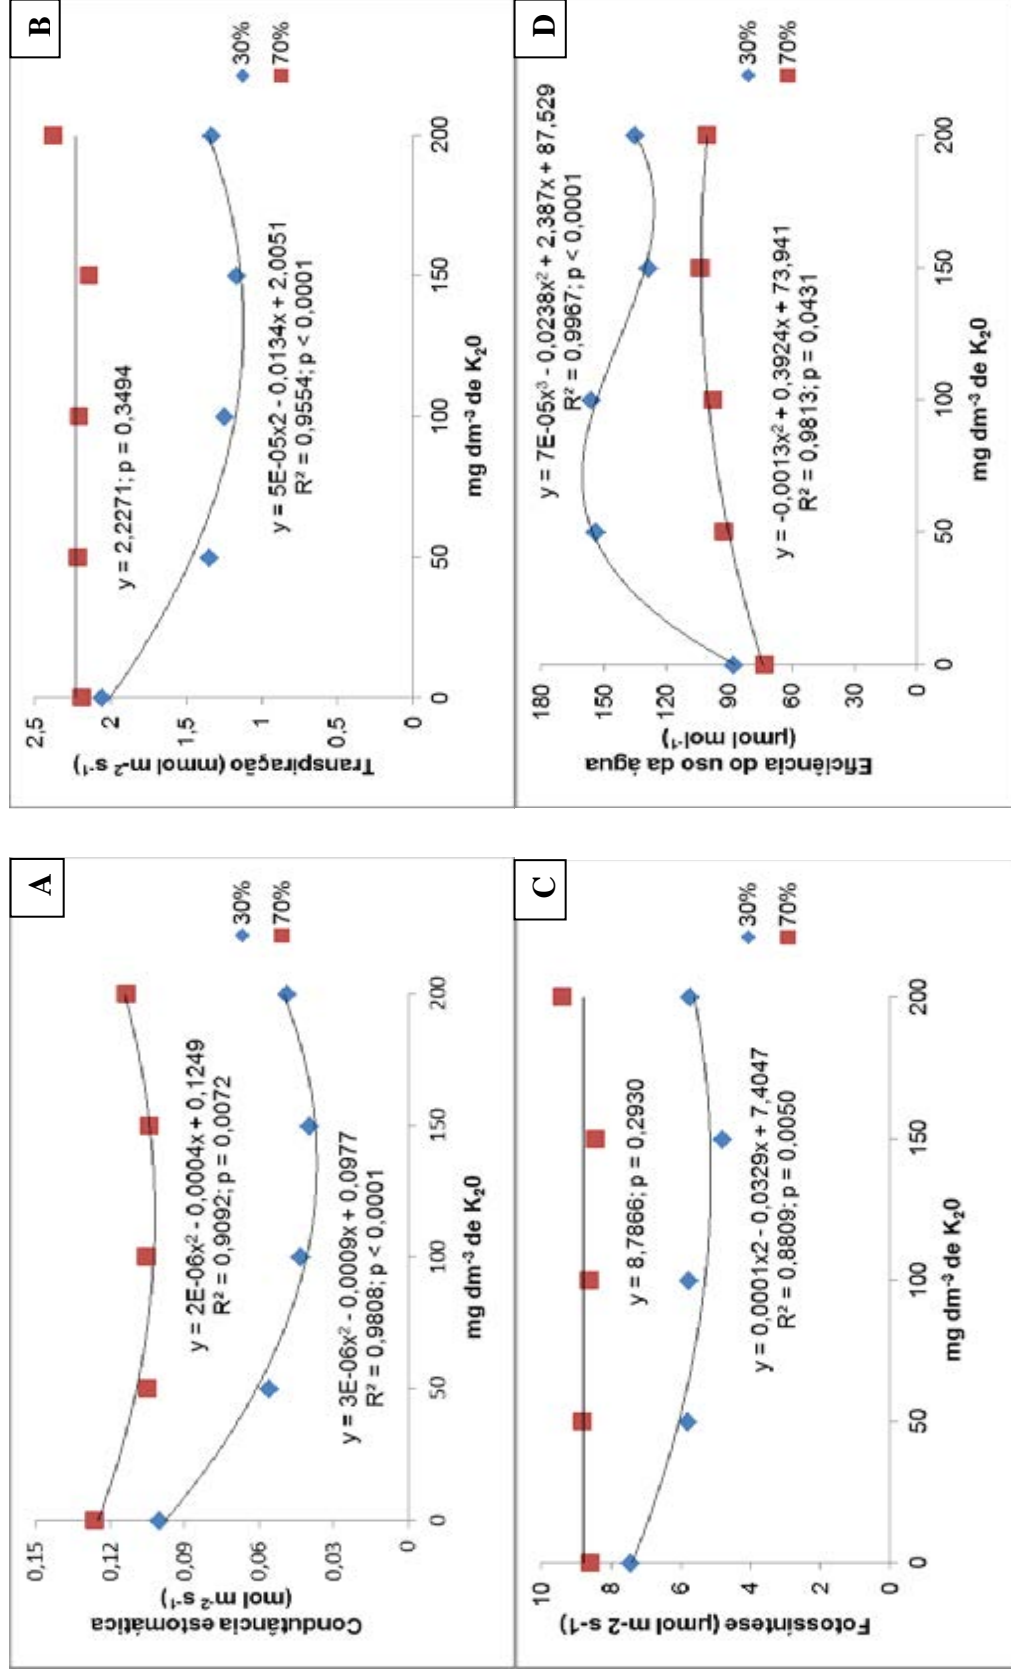 A
Condutância estomática
(mol m-² s-¹)
0,15
0,12
0,09
0,06
0,03
0
y = 2E-06x² - 0,0004x + 0,1249
R² = 0,9092; p = 0,0072
y = 3E-06x² - 0,0009x + 0,0977
R² = 0,9808; p < 0,0001
0 50 100 150 200
mg dm-³ de K₂0
30%
70%
B
Transpiração (mmol m-² s-¹)
2,5
2
1,5
1
0,5
0
y = 2,2271; p = 0,3494
y = 5E-05x2 - 0,0134x + 2,0051
R² = 0,9554; p < 0,0001
0 50 100 150 200
mg dm-³ de K₂0
30%
70%
C
Fotossíntese (µmol m-2 s-1)
10
8
6
4
2
0
y = 8,7866; p = 0,2930
y = 0,0001x2 - 0,0329x + 7,4047
R² = 0,8809; p = 0,0050
0 50 100 150 200
mg dm-³ de K₂0
30%
70%
D
Eficiência do uso da água
(µmol mol-¹)
180
150
120
90
60
30
0
y = 7E-05x³ - 0,0238x² + 2,387x + 87,529
R² = 0,9967; p < 0,0001
y = -0,0013x² + 0,3924x + 73,941
R² = 0,9813; p = 0,0431
0 50 100 150 200
mg dm-³ de K₂0
30%
70%